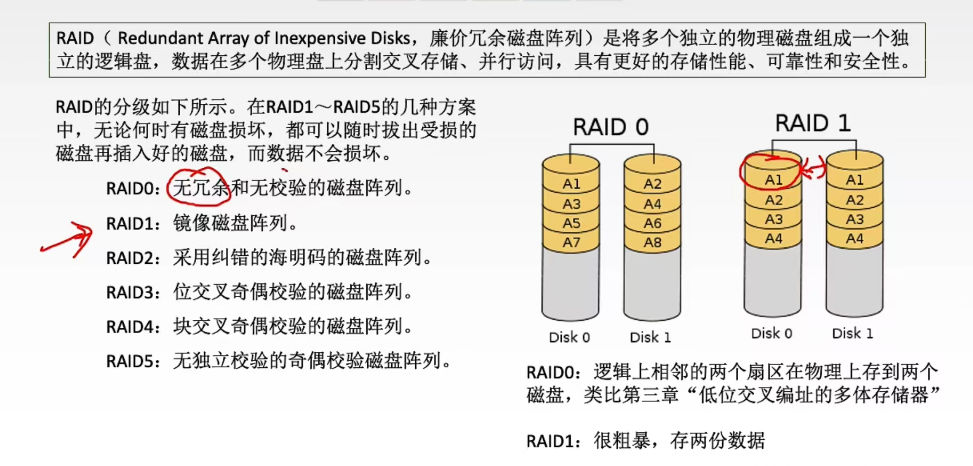 RAID（ Redundant Array of Inexpensive Disks，廉价冗余磁盘阵列）是将多个独立的物理磁盘组成一个独
立的逻辑盘，数据在多个物理盘上分割交叉存储、并行访问，具有更好的存储性能、可靠性和安全性。
RAID的分级如下所示。在RAID1～RAID5的几种方案
中，无论何时有磁盘损坏，都可以随时拔出受损的
磁盘再插入好的磁盘，而数据不会损坏。
RAID0：无冗余和无校验的磁盘阵列。
RAID1：镜像磁盘阵列。
RAID2：采用纠错的海明码的磁盘阵列。
RAID3：位交叉奇偶校验的磁盘阵列。
RAID4：块交叉奇偶校验的磁盘阵列。
RAID5：无独立校验的奇偶校验磁盘阵列。
RAID 0
A1
A3
A5
A7
Disk 0
A2
A4
A6
A8
Disk 1
RAID 1
A1
A2
A3
A4
Disk 0
A1
A2
A3
A4
Disk 1
RAID0：逻辑上相邻的两个扇区在物理上存到两个
磁盘，类比第三章“低位交叉编址的多体存储器”
RAID1：很粗暴，存两份数据